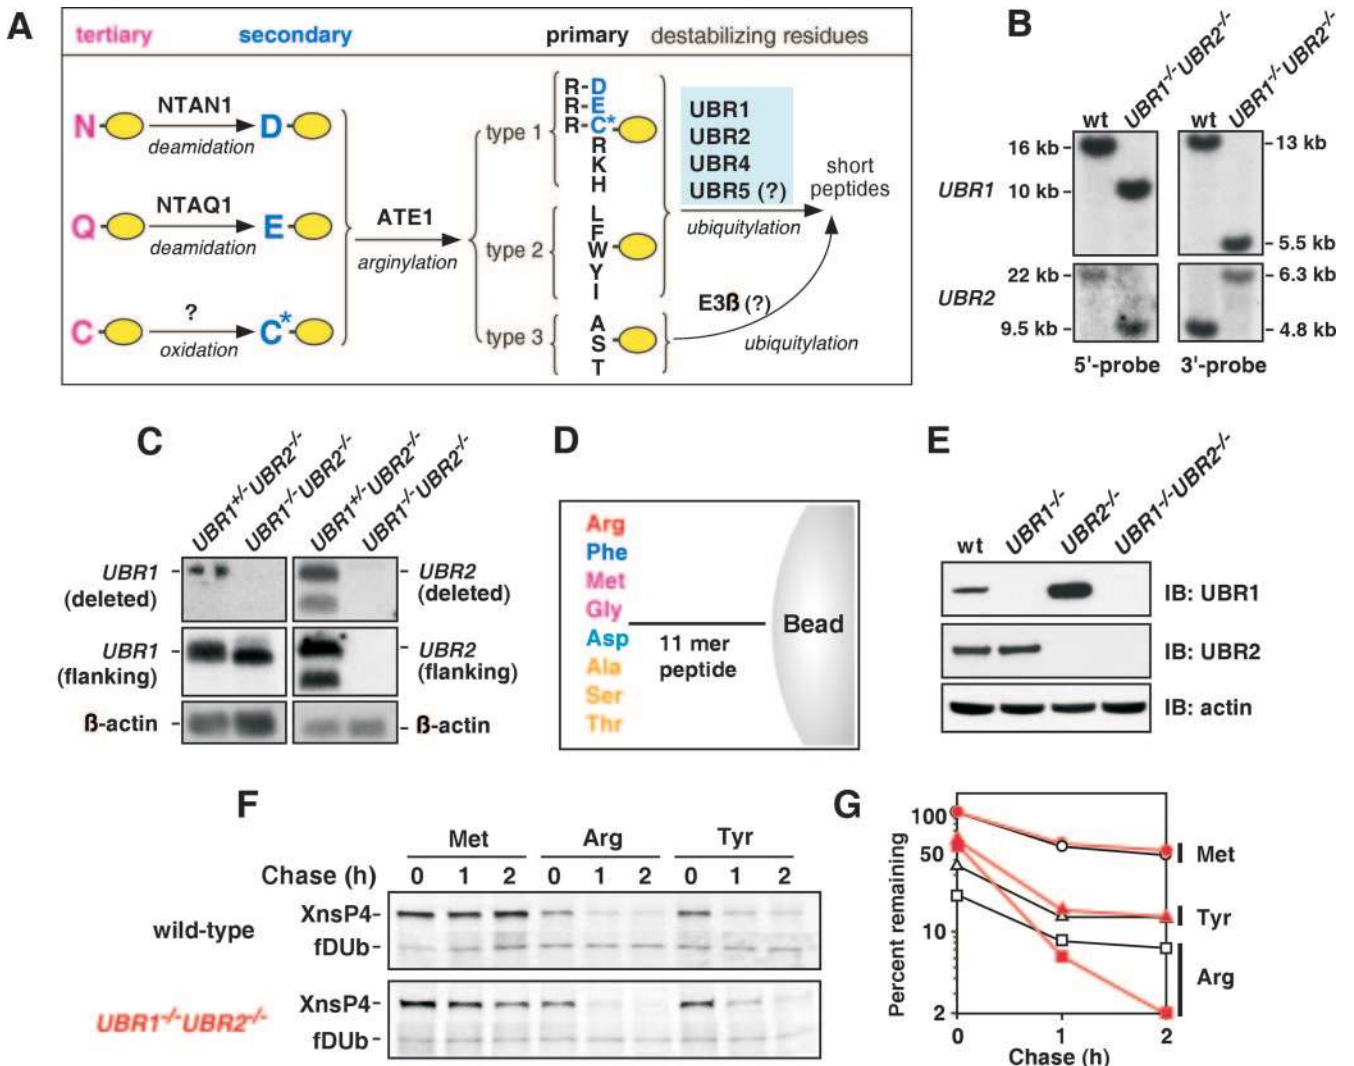 A
tertiary secondary primary destabilizing residues
N NTAN1 D
deamidation
Q NTAQ1 E
deamidation
C ? C*
oxidation
ATE1
arginylation
type 1
R-D
R-E
R-C*
R
K
H
type 2
L
F
W
Y
I
type 3
A
S
T
UBR1
UBR2
UBR4
UBR5 (?)
ubiquitylation
short
peptides
E3ß (?)
ubiquitylation
B
wt UBR1-/-UBR2-/- wt UBR1-/-UBR2-/-
UBR1
16 kb
10 kb
13 kb
5.5 kb
UBR2
22 kb
9.5 kb
6.3 kb
4.8 kb
5'-probe 3'-probe
C
UBR1+/-UBR2-/- UBR1-/-UBR2-/- UBR1+/-UBR2-/- UBR1-/-UBR2-/-
UBR1
(deleted)
UBR2
(deleted)
UBR1
(flanking)
UBR2
(flanking)
ß-actin ß-actin
D
Arg
Phe
Met
Gly
Asp
Ala
Ser
Thr
11 mer
peptide
Bead
E
wt UBR1-/- UBR2-/- UBR1-/-UBR2-/-
IB: UBR1
IB: UBR2
IB: actin
F
Met Arg Tyr
Chase (h) 0 1 2 0 1 2 0 1 2
wild-type
XnsP4
fDUb
UBR1-/-UBR2-/-
XnsP4
fDUb
G
Percent remaining
100
50
10
2
0 1 2
Chase (h)
Met
Tyr
Arg